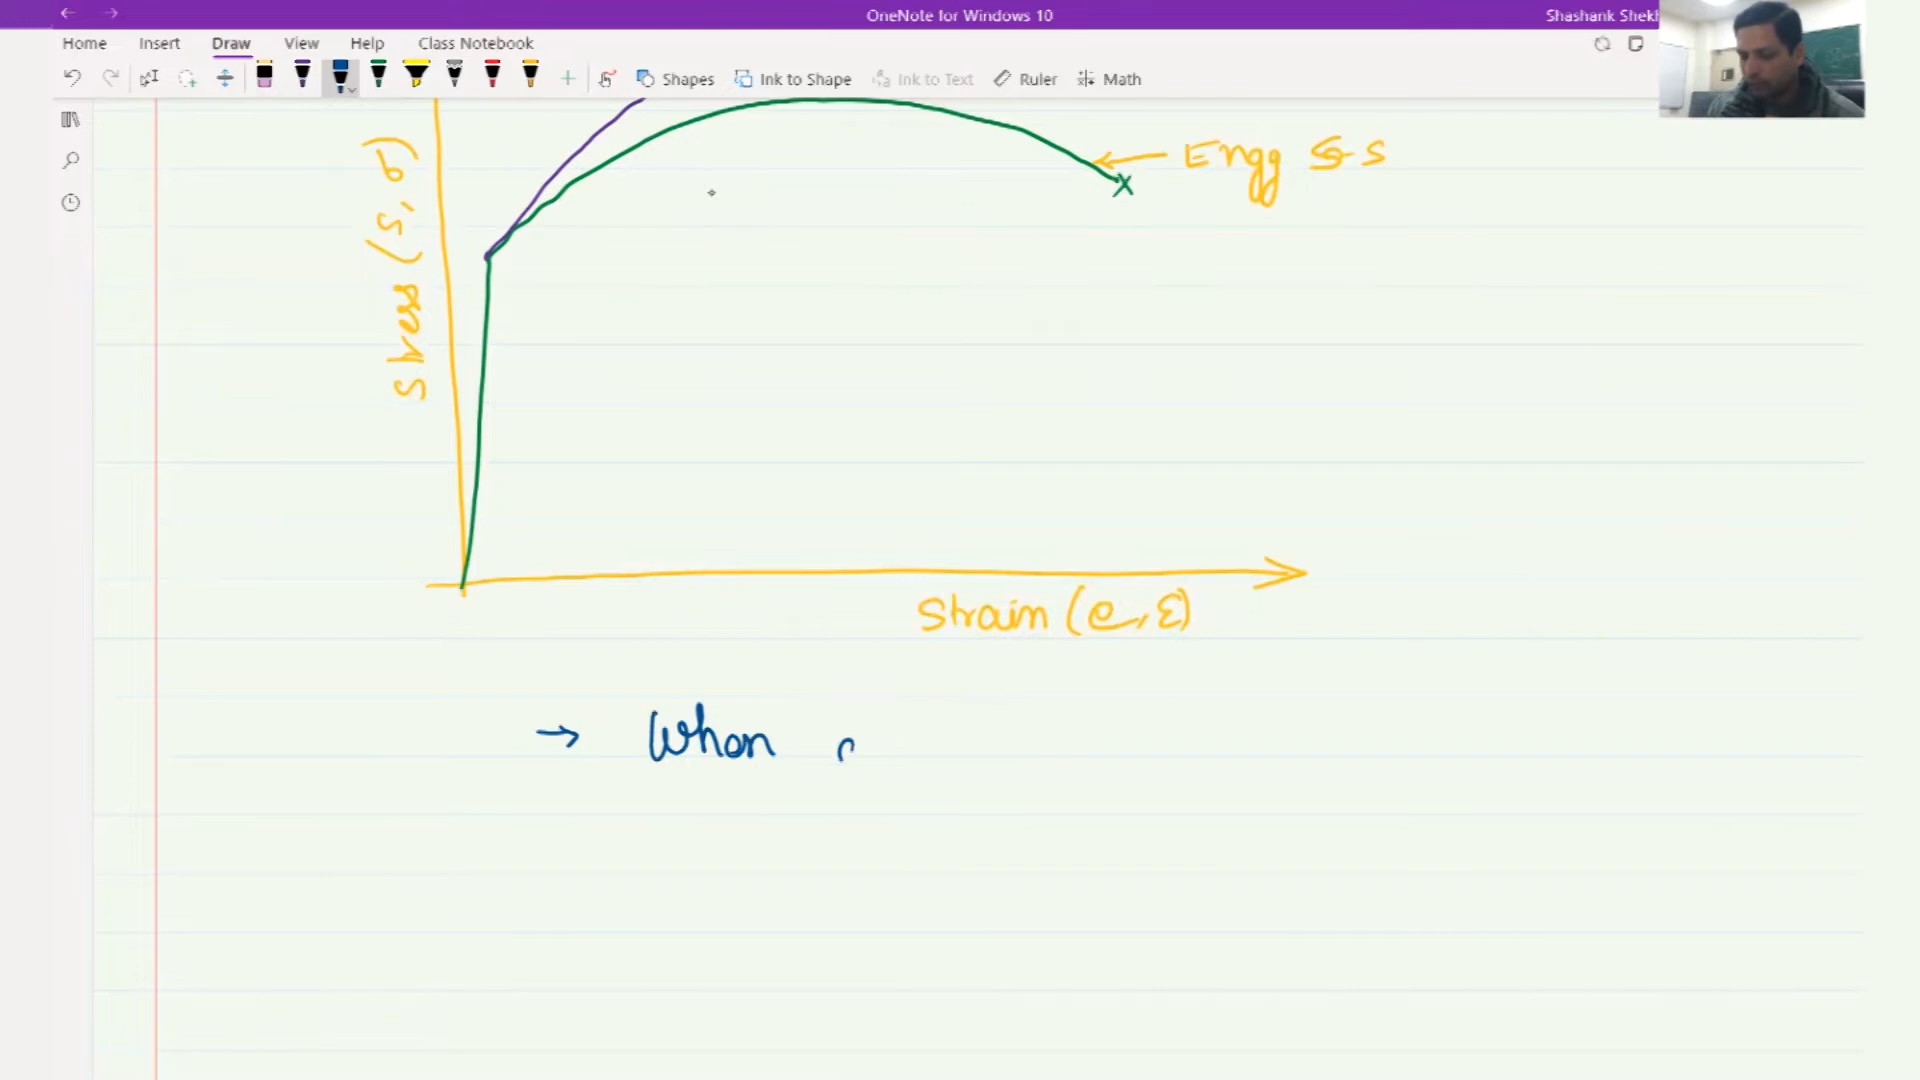 OneNote for Windows 10
Shashank Shekh
Home Insert Draw View Help Class Notebook
Shapes Ink to Shape Ink to Text Ruler Math
Engg S-S
Stress (s, σ)
Strain (e, ε)
→ When